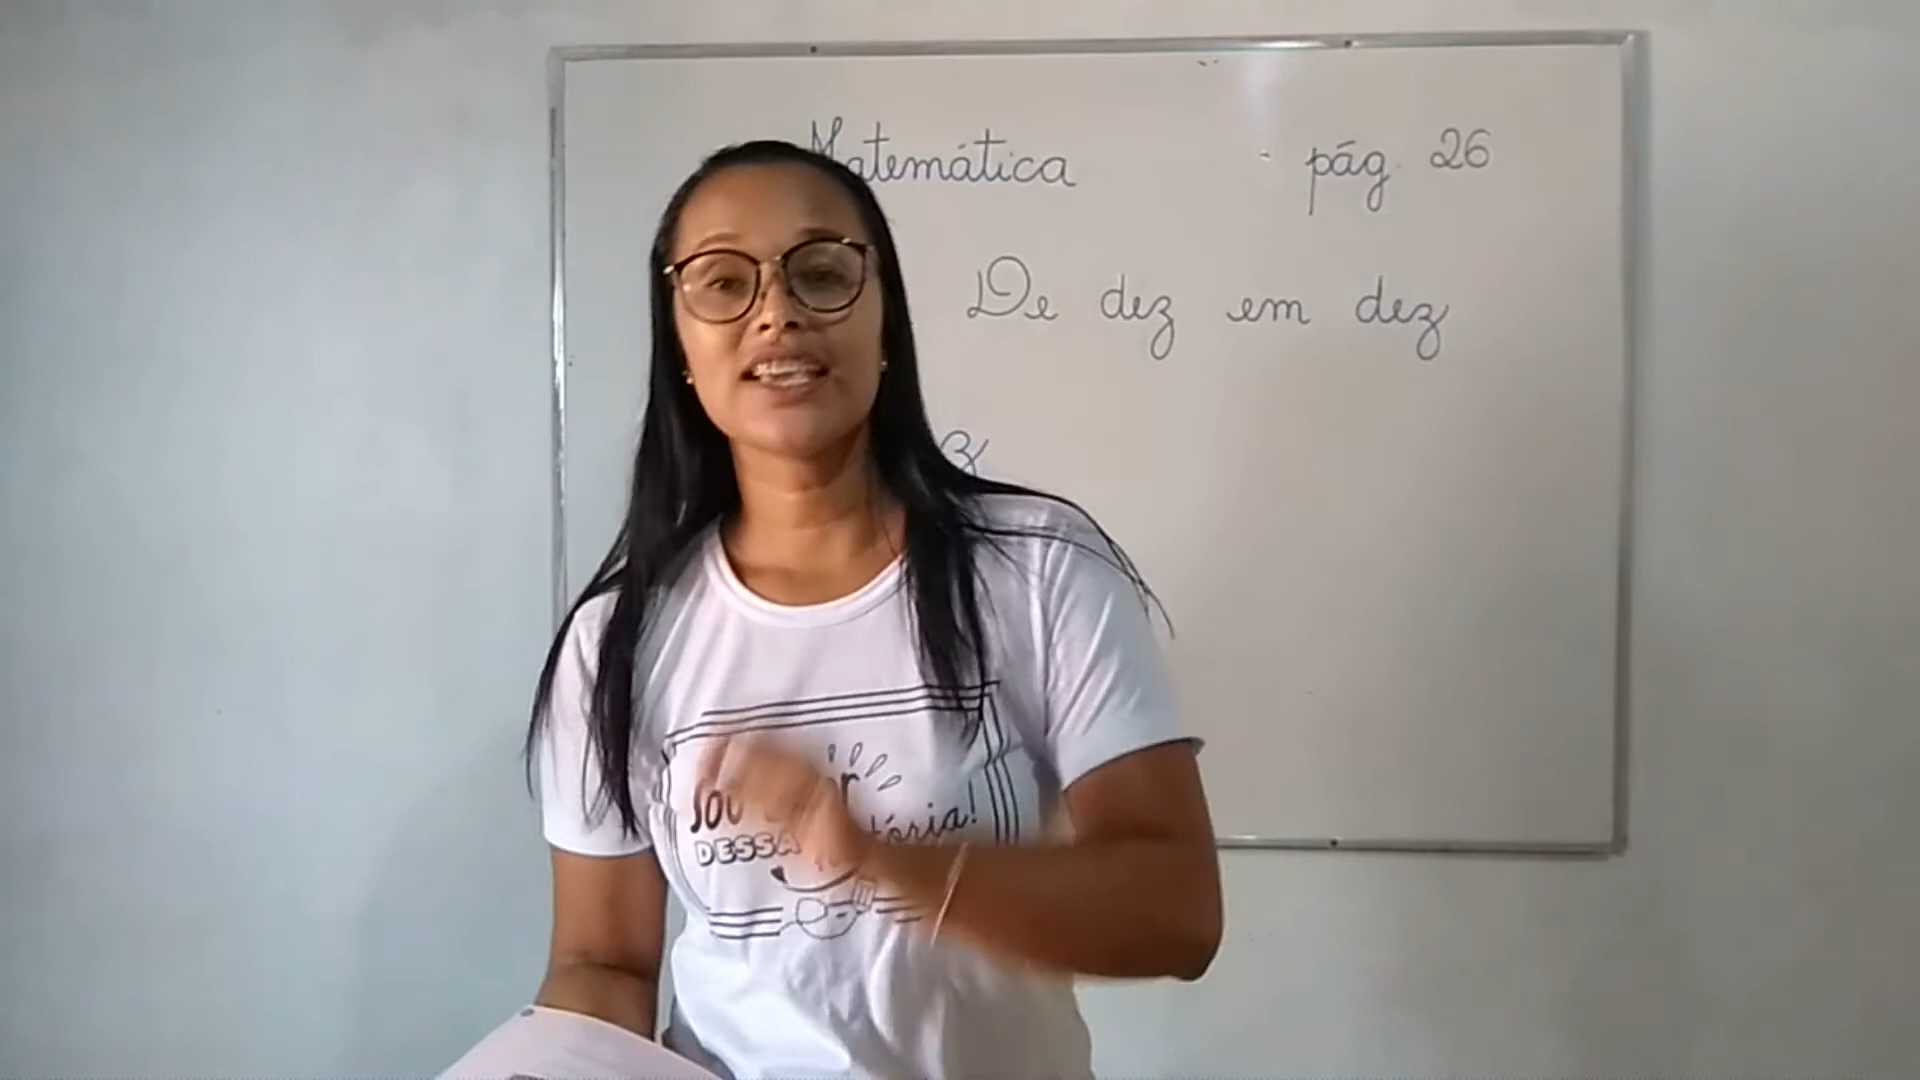 Matemática - pág. 26
De dez em dez
DESSA